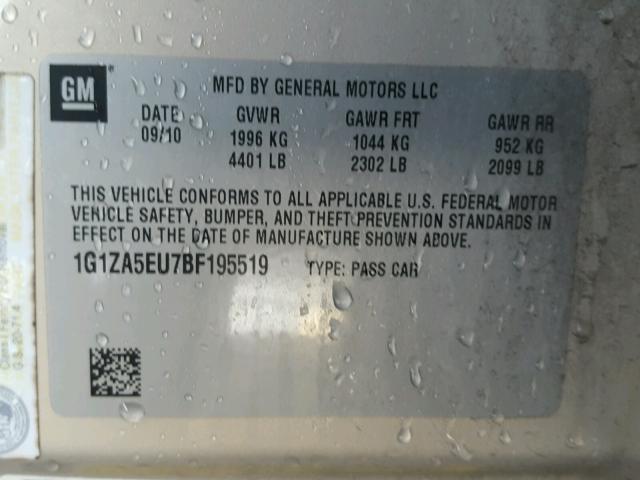 GM
MFD BY GENERAL MOTORS LLC
DATE GVWR GAWR FRT GAWR RR
09/10 1996 KG 1044 KG 952 KG
4401 LB 2302 LB 2099 LB
THIS VEHICLE CONFORMS TO ALL APPLICABLE U.S. FEDERAL MOTOR
VEHICLE SAFETY, BUMPER, AND THEFT PREVENTION STANDARDS IN
EFFECT ON THE DATE OF MANUFACTURE SHOWN ABOVE.
1G1ZA5EU7BF195519 TYPE: PASS CAR